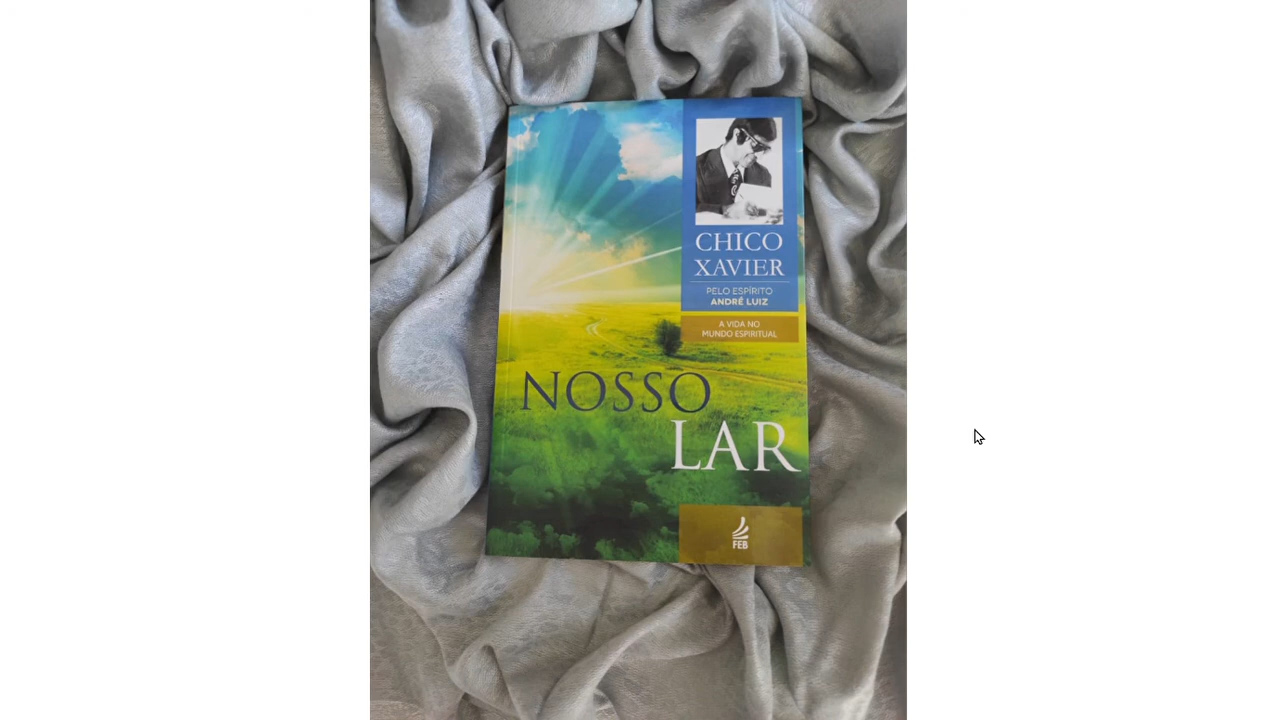 CHICO
XAVIER
PELO ESPÍRITO
ANDRÉ LUIZ
A VIDA NO
MUNDO ESPIRITUAL
NOSSO
LAR
FEB